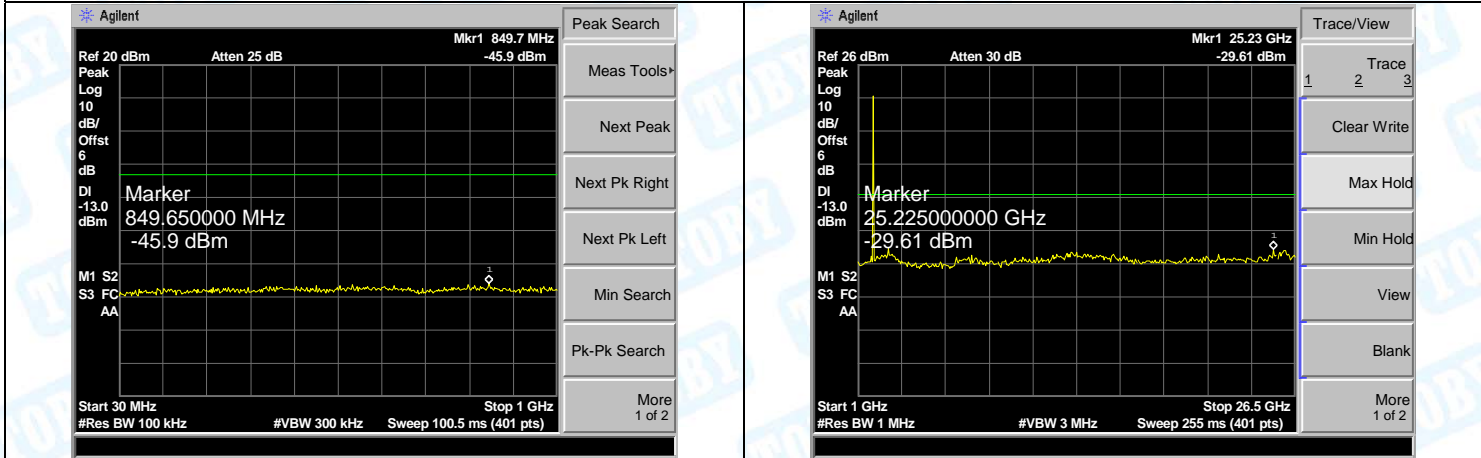 Agilent
Peak Search
Mkr1 849.7 MHz
Ref 20 dBm Atten 25 dB -45.9 dBm
Peak
Log
10
dB/
Offst
6
dB
DI
-13.0
dBm
Marker
849.650000 MHz
-45.9 dBm
1
M1 S2
S3 FC
AA
Start 30 MHz Stop 1 GHz
#Res BW 100 kHz #VBW 300 kHz Sweep 100.5 ms (401 pts)
Meas Tools
Next Peak
Next Pk Right
Next Pk Left
Min Search
Pk-Pk Search
More
1 of 2
Agilent
Trace/View
Mkr1 25.23 GHz
Ref 26 dBm Atten 30 dB -29.61 dBm
Peak
Log
10
dB/
Offst
6
dB
DI
-13.0
dBm
Marker
25.225000000 GHz
-29.61 dBm
1
M1 S2
S3 FC
AA
Start 1 GHz Stop 26.5 GHz
#Res BW 1 MHz #VBW 3 MHz Sweep 255 ms (401 pts)
Trace
1 2 3
Clear Write
Max Hold
Min Hold
View
Blank
More
1 of 2
TOBY